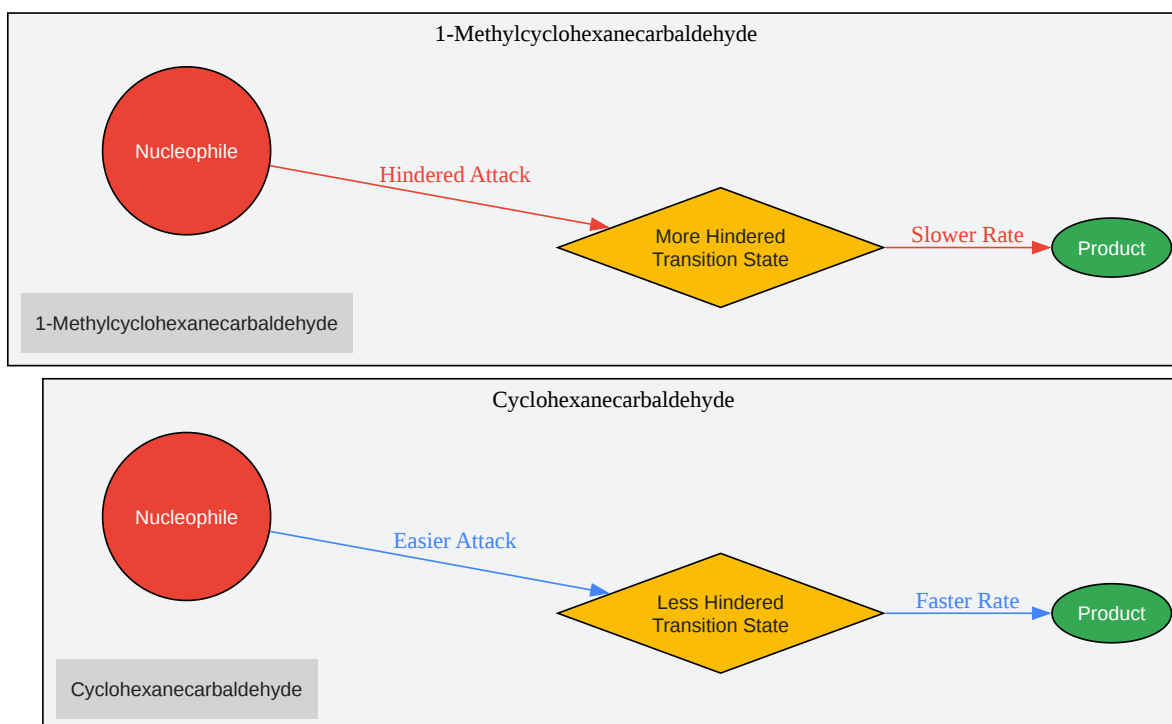 1-Methylcyclohexanecarbaldehyde
Nucleophile
Hindered Attack
More Hindered
Transition State
Slower Rate
Product
1-Methylcyclohexanecarbaldehyde
Cyclohexanecarbaldehyde
Nucleophile
Easier Attack
Less Hindered
Transition State
Faster Rate
Product
Cyclohexanecarbaldehyde